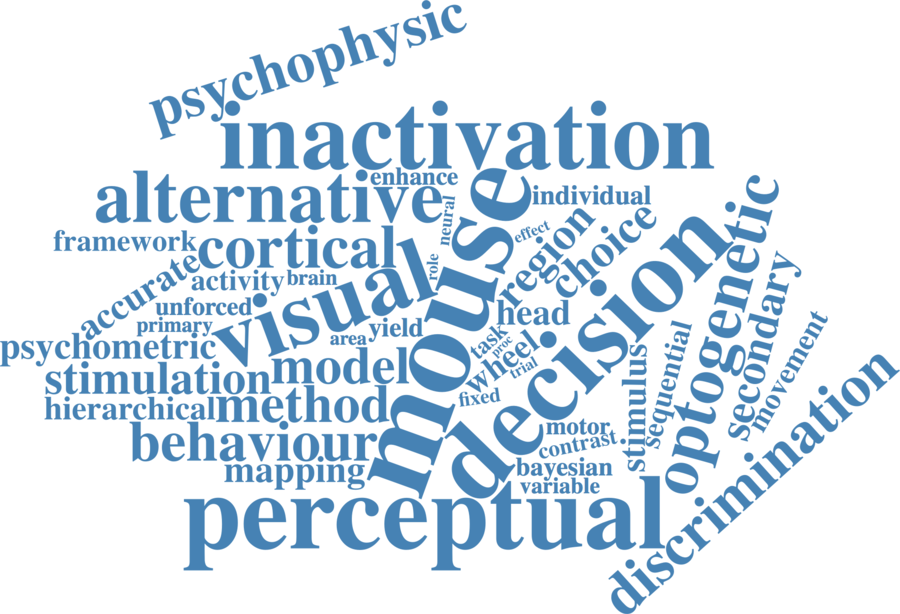 psychophysic
inactivation
enhance
alternative
individual
neural
mouse
effect
region
choice
optogenetic
framework
cortical
role
decision
accurate
activity
brain
visual
secondary
unforced
primary
head
movement
psychometric
area
yield
task
proc
wheel
trial
stimulus
sequential
stimulation
model
fixed
hierarchical
method
discrimination
behaviour
motor
contrast
mapping
bayesian
variable
perceptual